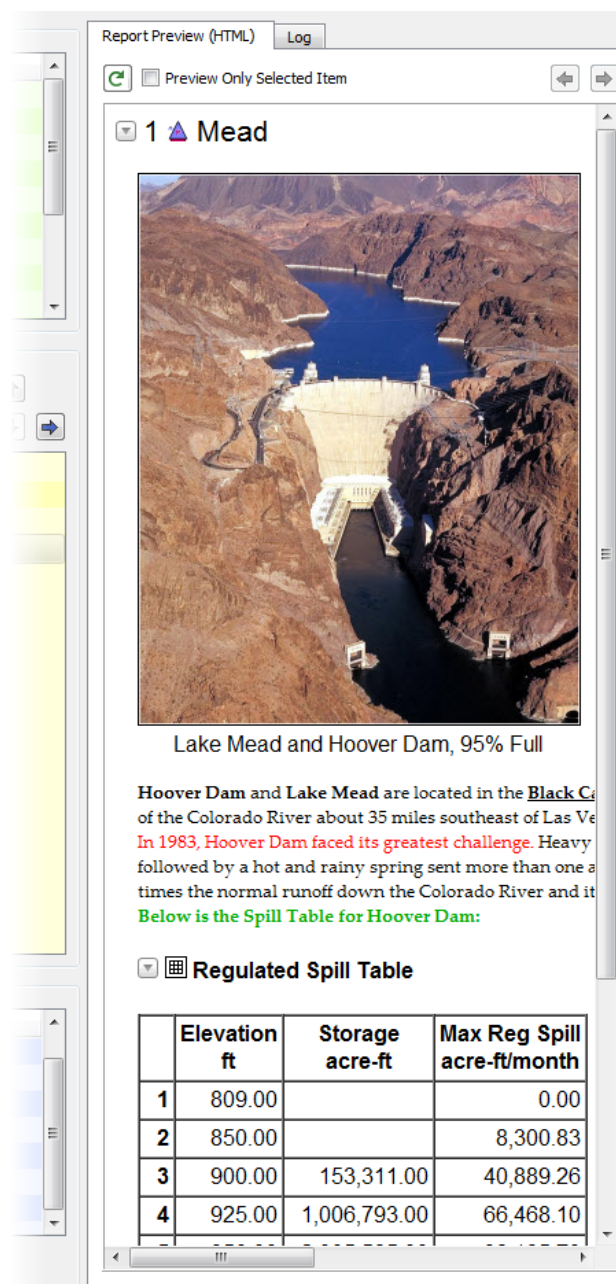 Report Preview (HTML) Log
Preview Only Selected Item
1 Mead
Lake Mead and Hoover Dam, 95% Full
Hoover Dam and Lake Mead are located in the Black
of the Colorado River about 35 miles southeast of Las
In 1983, Hoover Dam faced its greatest challenge. Heavy
followed by a hot and rainy spring sent more than one a
times the normal runoff down the Colorado River and it
Below is the Spill Table for Hoover Dam:
Regulated Spill Table
Elevation Storage Max Reg Spill
ft acre-ft acre-ft/month
1 809.00 0.00
2 850.00 8,300.83
3 900.00 153,311.00 40,889.26
4 925.00 1,006,793.00 66,468.10